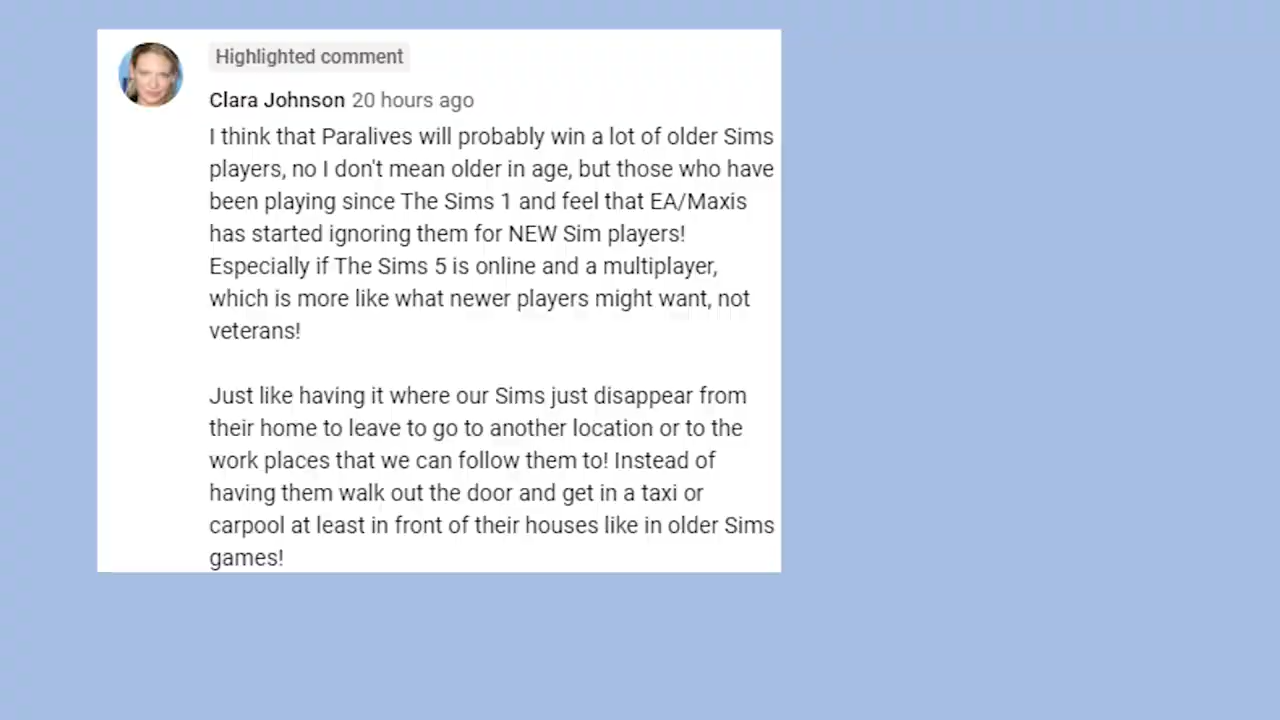 Highlighted comment
Clara Johnson 20 hours ago
I think that Paralives will probably win a lot of older Sims
players, no I don't mean older in age, but those who have
been playing since The Sims 1 and feel that EA/Maxis
has started ignoring them for NEW Sim players!
Especially if The Sims 5 is online and a multiplayer,
which is more like what newer players might want, not
veterans!
Just like having it where our Sims just disappear from
their home to leave to go to another location or to the
work places that we can follow them to! Instead of
having them walk out the door and get in a taxi or
carpool at least in front of their houses like in older Sims
games!